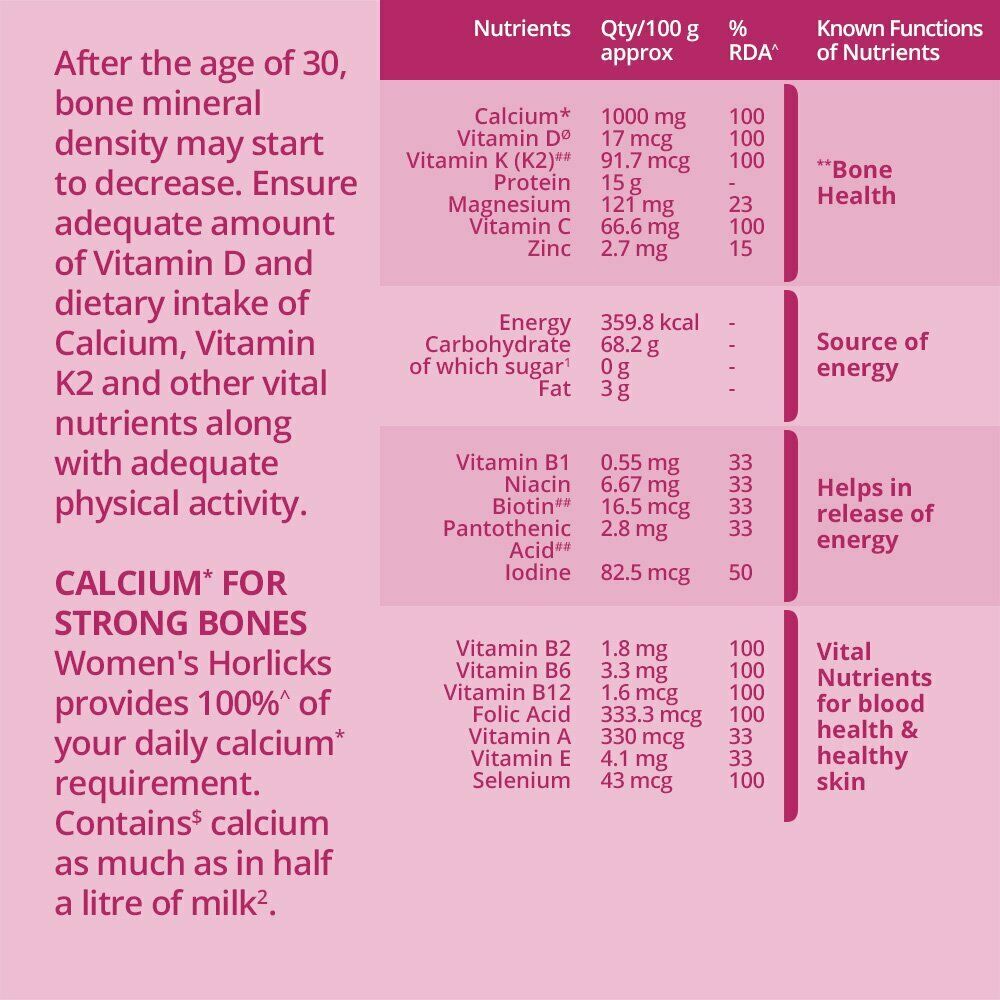 After the age of 30,
bone mineral
density may start
to decrease. Ensure
adequate amount
of Vitamin D and
dietary intake of
Calcium, Vitamin
K2 and other vital
nutrients along
with adequate
physical activity.
CALCIUM* FOR
STRONG BONES
Women's Horlicks
provides 100%^ of
your daily calcium*
requirement.
Contains$ calcium
as much as in half
a litre of milk².
Nutrients Qty/100 g % Known Functions
approx RDA^ of Nutrients
Calcium* 1000 mg 100
Vitamin Dø 17 mcg 100
Vitamin K (K2)## 91.7 mcg 100
Protein 15 g -
Magnesium 121 mg 23
Vitamin C 66.6 mg 100
Zinc 2.7 mg 15
**Bone
Health
Energy 359.8 kcal -
Carbohydrate 68.2 g -
of which sugar¹ 0 g -
Fat 3 g -
Source of
energy
Vitamin B1 0.55 mg 33
Niacin 6.67 mg 33
Biotin## 16.5 mcg 33
Pantothenic 2.8 mg 33
Acid##
Iodine 82.5 mcg 50
Helps in
release of
energy
Vitamin B2 1.8 mg 100
Vitamin B6 3.3 mg 100
Vitamin B12 1.6 mcg 100
Folic Acid 333.3 mcg 100
Vitamin A 330 mcg 33
Vitamin E 4.1 mg 33
Selenium 43 mcg 100
Vital
Nutrients
for blood
health &
healthy
skin